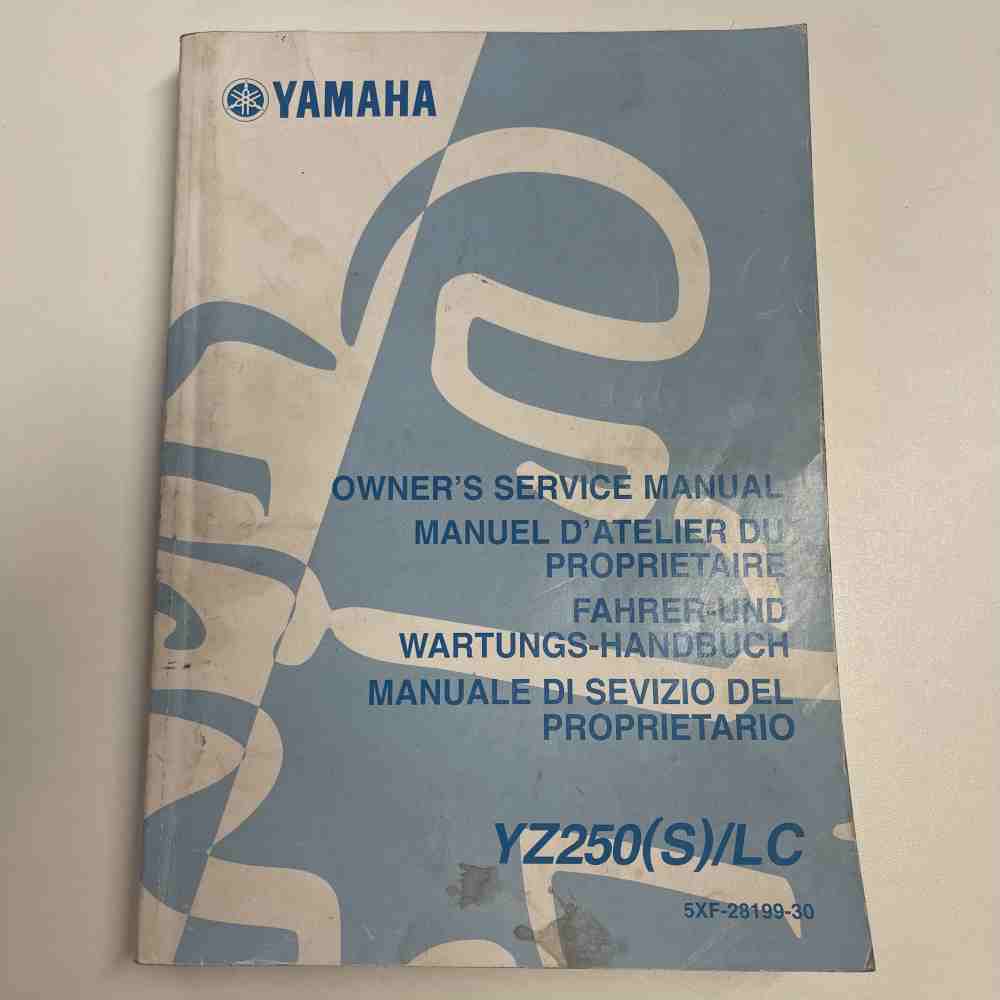 YAMAHA
OWNER'S SERVICE MANUAL
MANUEL D'ATELIER DU
PROPRIETAIRE
FAHRER-UND
WARTUNGS-HANDBUCH
MANUALE DI SEVIZIO DEL
PROPRIETARIO
YZ250(S)/LC
5XF-28199-30